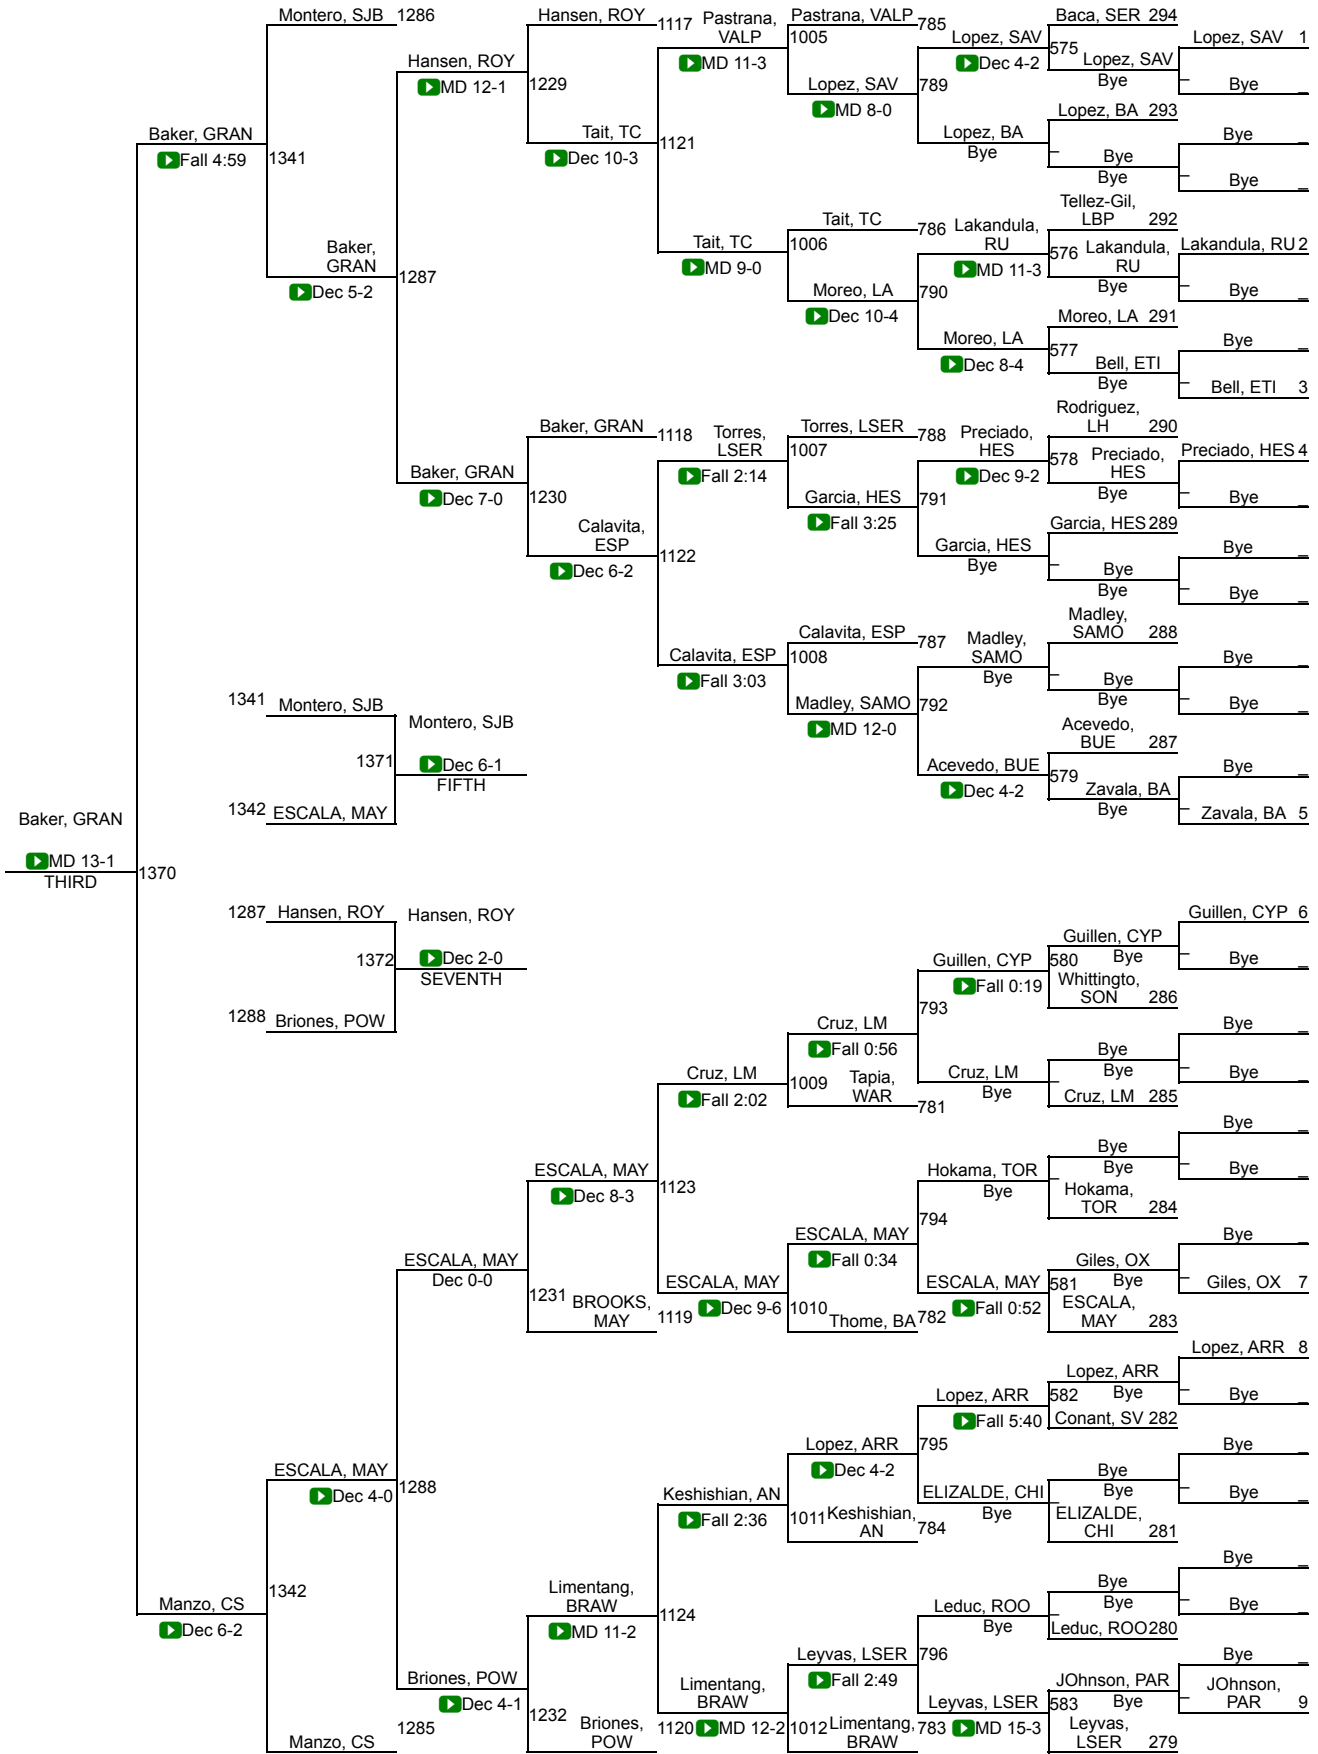 Montero, SJB 1286
Hansen, ROY
1117
Pastrana,
VALP
Pastrana, VALP
785
Baca, SER 294
MD 11-3
1005
Lopez, SAV
575
Lopez, SAV 1
Dec 4-2
Lopez, SAV
Bye
_
Bye _
Hansen, ROY
MD 12-1
1229
Lopez, SAV
789
MD 8-0
Lopez, BA 293
Baker, GRAN
Fall 4:59
1341
Tait, TC
Dec 10-3
1121
Lopez, BA
Bye
_
Bye
Bye
Bye _
_
Bye _
Tellez-Gil,
LBP 292
Tait, TC
786
Lakandula,
RU
MD 11-3
576
Lakandula,
RU
Bye
Lakandula, RU 2
_
Bye _
Tait, TC
MD 9-0
1006
Baker,
GRAN
Dec 5-2
1287
Moreo, LA
Dec 10-4
790
Moreo, LA 291
Moreo, LA
Dec 8-4
577
Bell, ETI
Bye
Bye _
_
Bell, ETI 3
Rodriguez,
LH 290
Baker, GRAN
1118
Torres,
LSER
Fall 2:14
Torres, LSER
788
1007
Preciado,
HES
Dec 9-2
578
Preciado,
HES
Bye
Preciado, HES 4
_
Bye _
Baker, GRAN
Dec 7-0
1230
Garcia, HES
Fall 3:25
791
Garcia, HES 289
Calavita,
ESP
Dec 6-2
1122
Garcia, HES
Bye
_
Bye
Bye
Bye _
_
Bye _
Madley,
SAMO 288
Calavita, ESP
787
Madley,
SAMO
Bye
_
Bye
Bye
Bye _
_
Bye _
Calavita, ESP
Fall 3:03
1008
Madley, SAMO
MD 12-0
792
1341 Montero, SJB
Montero, SJB
Acevedo,
BUE 287
1371
Dec 6-1
FIFTH
Acevedo, BUE
Dec 4-2
579
Zavala, BA
Bye
Bye _
_
Zavala, BA 5
1342 ESCALA, MAY
Baker, GRAN
MD 13-1
THIRD
1370
1287 Hansen, ROY
Hansen, ROY
Guillen, CYP 6
1372
Dec 2-0
SEVENTH
Guillen, CYP
Fall 0:19
Guillen, CYP
580 Bye
_
Bye _
Whittingto,
SON 286
793
1288 Briones, POW
Cruz, LM
Fall 0:56
Bye _
Cruz, LM
Fall 2:02
1009
Tapia,
WAR
781
Cruz, LM
Bye
Bye
_
Bye
_
Bye _
Cruz, LM 285
Bye _
ESCALA, MAY
Dec 8-3
1123
Hokama, TOR
Bye
Bye
_
Bye
_
Bye _
Hokama,
TOR 284
794
ESCALA, MAY
Dec 0-0
ESCALA, MAY
Fall 0:34
Bye _
1231
BROOKS,
MAY
1119
ESCALA, MAY
Dec 9-6
1010
Thome, BA
782
ESCALA, MAY
Fall 0:52
Giles, OX
581 Bye
_
Giles, OX 7
ESCALA,
MAY 283
Lopez, ARR 8
Lopez, ARR
Fall 5:40
Lopez, ARR
582 Bye
_
Bye _
Conant, SV 282
ESCALA, MAY
Dec 4-0
1288
Lopez, ARR
Dec 4-2
795
Bye _
Keshishian, AN
Fall 2:36
1011
Keshishian,
AN
784
ELIZALDE, CHI
Bye
Bye
_
Bye
_
Bye _
ELIZALDE,
CHI 281
Bye _
Manzo, CS
Dec 6-2
1342
Limentang,
BRAW
MD 11-2
1124
Leduc, ROO
Bye
Bye
_
Bye
_
Bye _
Leduc, ROO 280
Leyvas, LSER
Fall 2:49
796
Bye _
Briones, POW
Dec 4-1
1285
1232
Briones,
POW
1120
Limentang,
BRAW
MD 12-2
1012
Limentang,
BRAW
783
Leyvas, LSER
MD 15-3
JOhnson, PAR
583 Bye
_
JOhnson,
PAR 9
Leyvas,
LSER 279
Manzo, CS